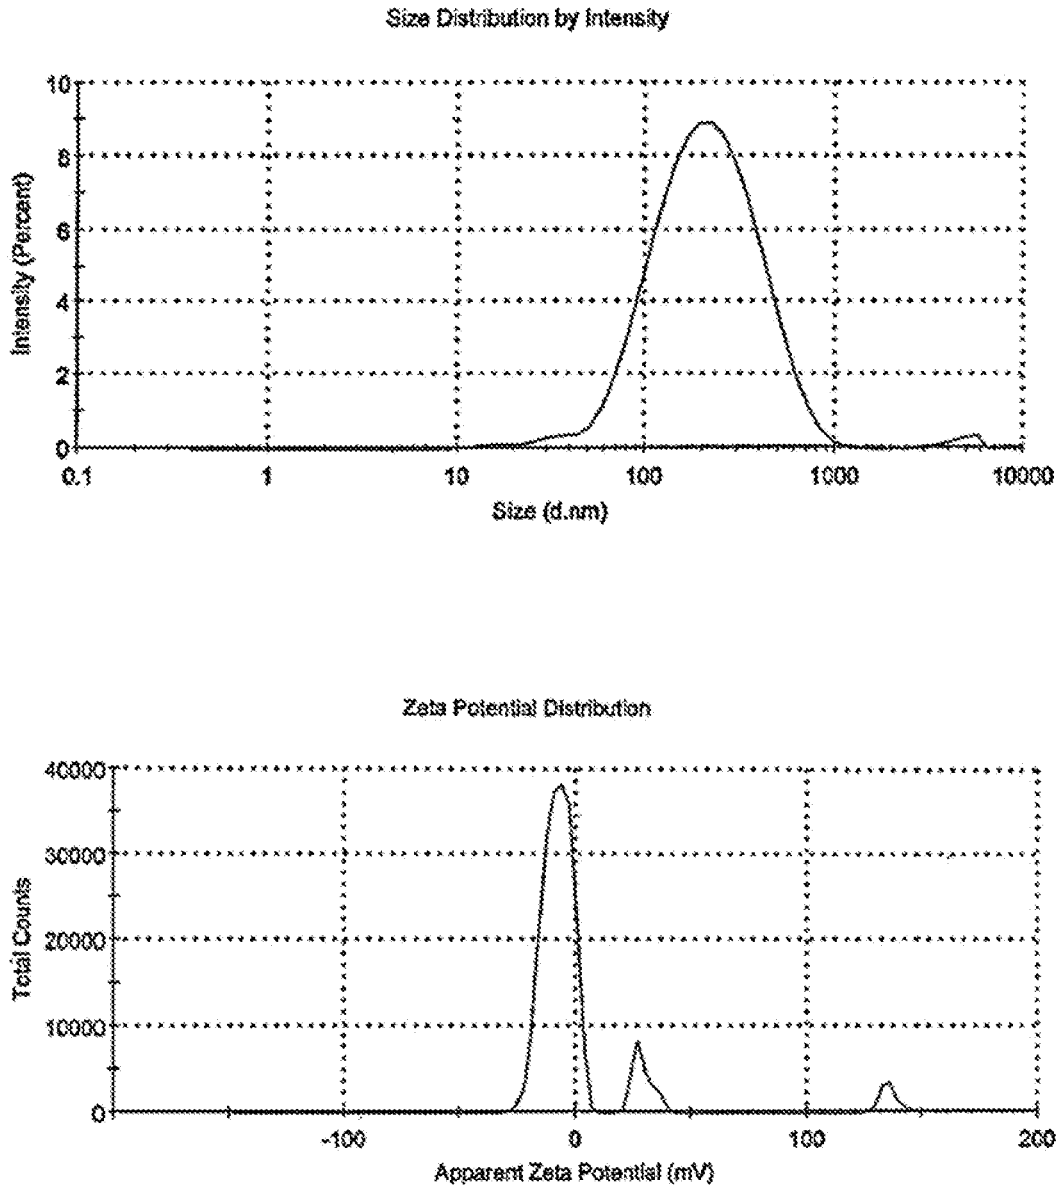 Size Distribution by Intensity
10
8
6
4
2
0
Intensity (Percent)
0.1 1 10 100 1000 10000
Size (d.nm)
Zeta Potential Distribution
40000
30000
20000
10000
0
Total Counts
-100 0 100 200
Apparent Zeta Potential (mV)